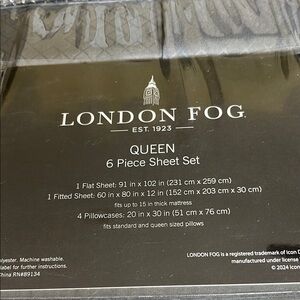 LONDON FOG
EST. 1923
QUEEN
6 Piece Sheet Set
1 Flat Sheet: 91 in x 102 in (231 cm x 259 cm)
1 Fitted Sheet: 60 in x 80 in x 12 in (152 cm x 203 cm x 30 cm)
fits up to 15 in thick mattress
4 Pillowcases: 20 in x 30 in (51 cm x 76 cm)
fits standard and queen sized pillows
olyester. Machine washable.
label for further instructions.
China RN#89134
LONDON FOG is a registered trademark of Icon D
manufactured under license
© 2024 Icon